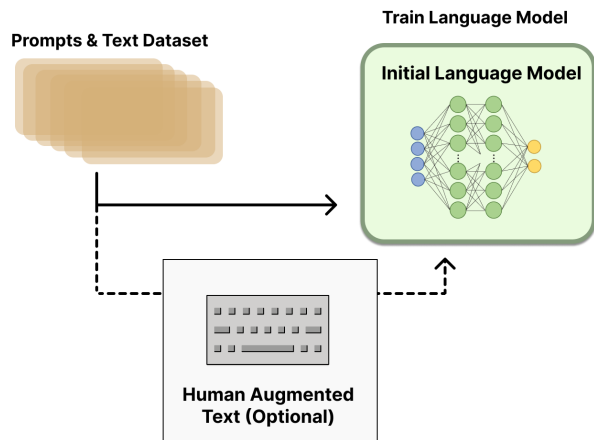 Train Language Model
Prompts & Text Dataset
Initial Language Model
Human Augmented
Text (Optional)